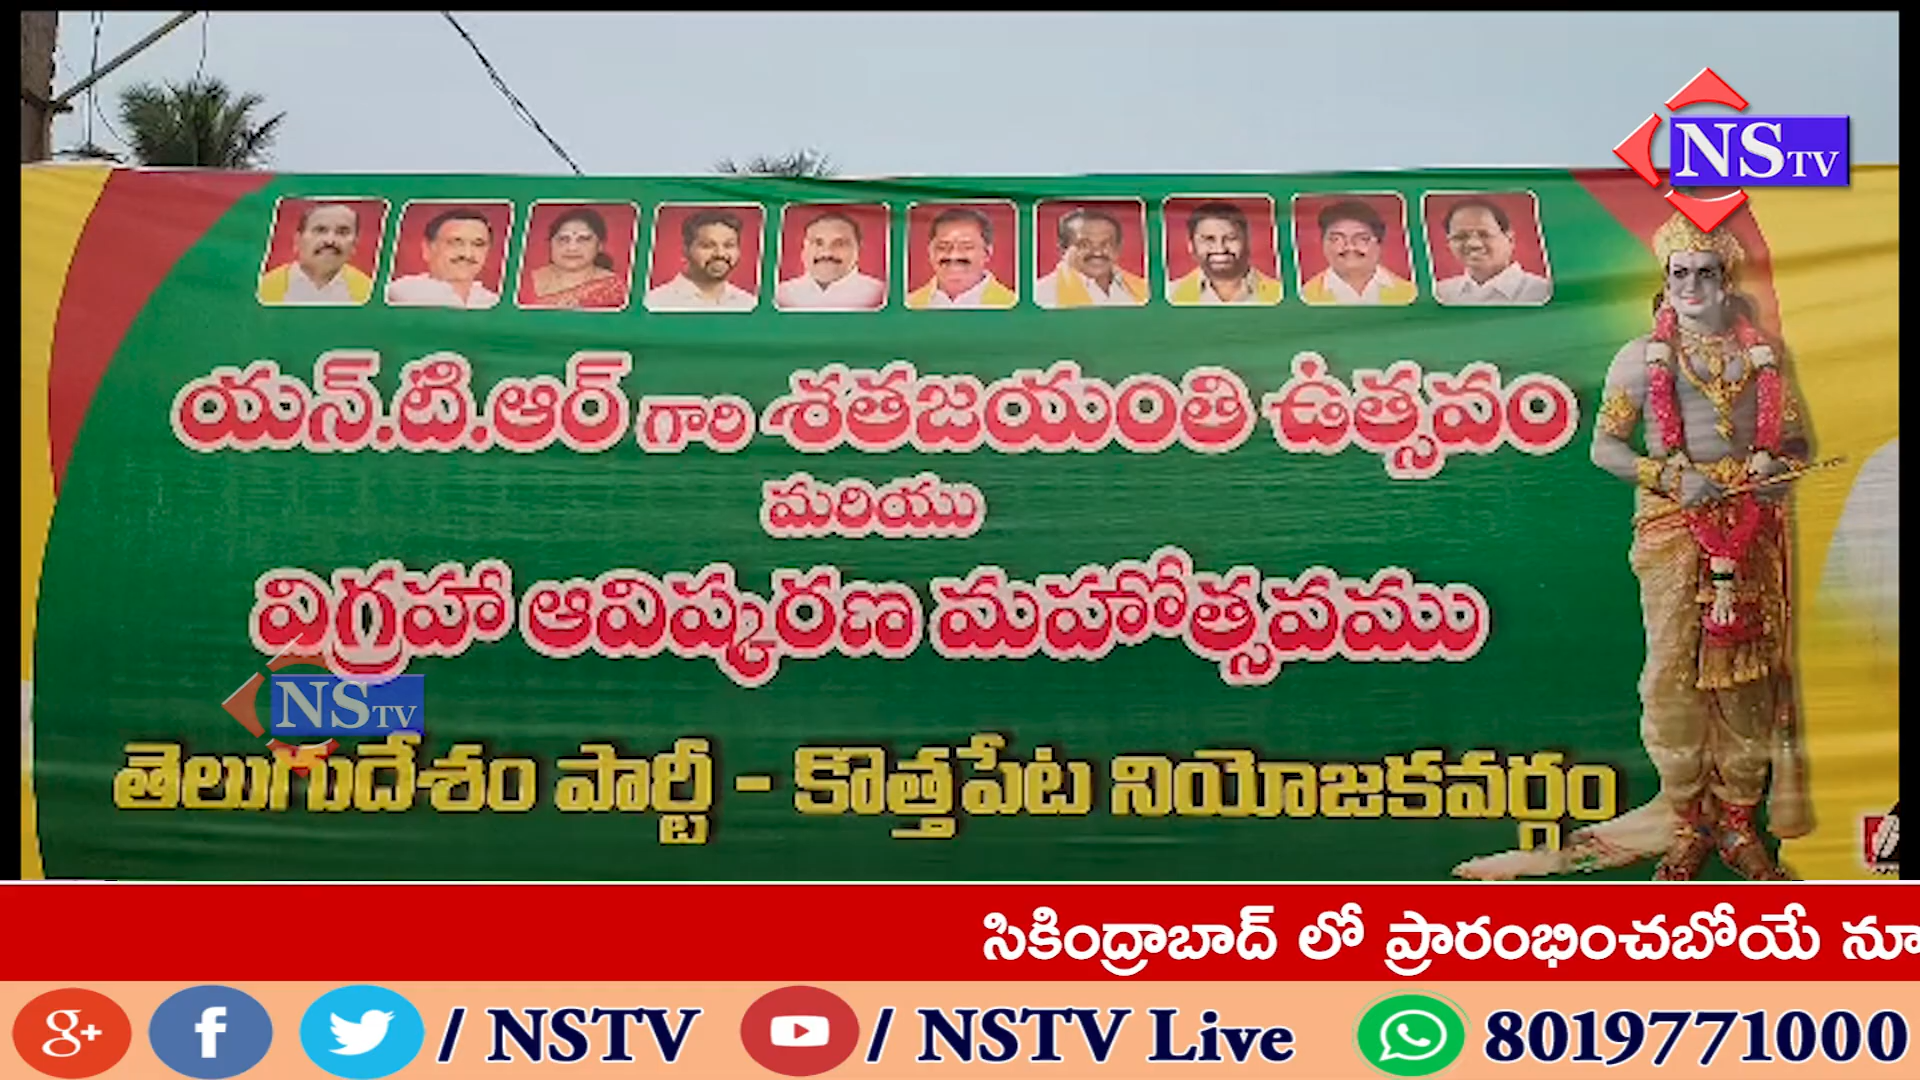 NSTV
యన్.టి.ఆర్ గారి శతజయంతి ఉత్సవం
మరియు
విగ్రహా ఆవిష్కరణ మహోత్సవము
NSTV
తెలుగుదేశం పార్టీ - కొత్తపేట నియోజకవర్గం
సికింద్రాబాద్ లో ప్రారంభించబోయే నూ
g+ f / NSTV / NSTV Live 8019771000